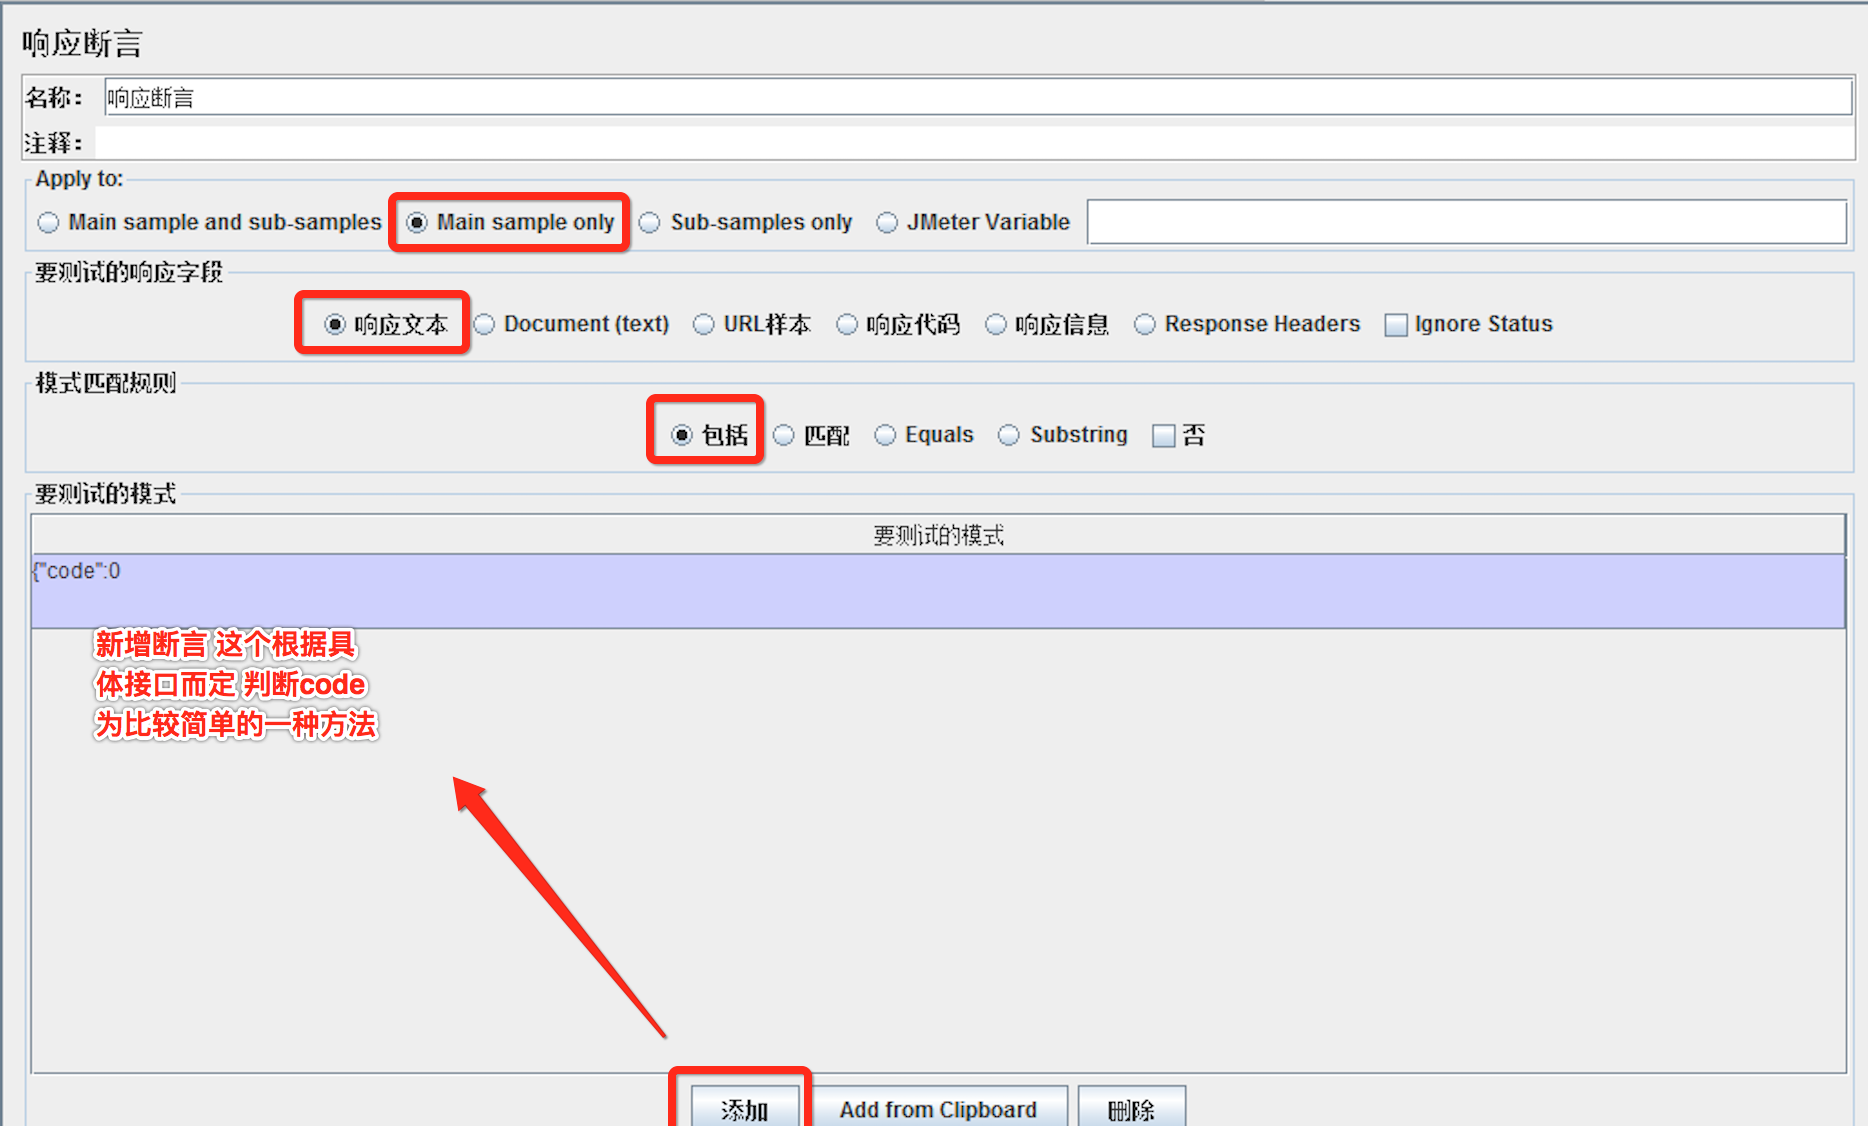 响应断言
名称： 响应断言
注释：
Apply to:
Main sample and sub-samples Main sample only Sub-samples only JMeter Variable
要测试的响应字段
响应文本 Document (text) URL样本 响应代码 响应信息 Response Headers Ignore Status
模式匹配规则
包括 匹配 Equals Substring 否
要测试的模式
要测试的模式
{"code":0
新增断言 这个根据具
体接口而定 判断code
为比较简单的一种方法
添加 Add from Clipboard 删除